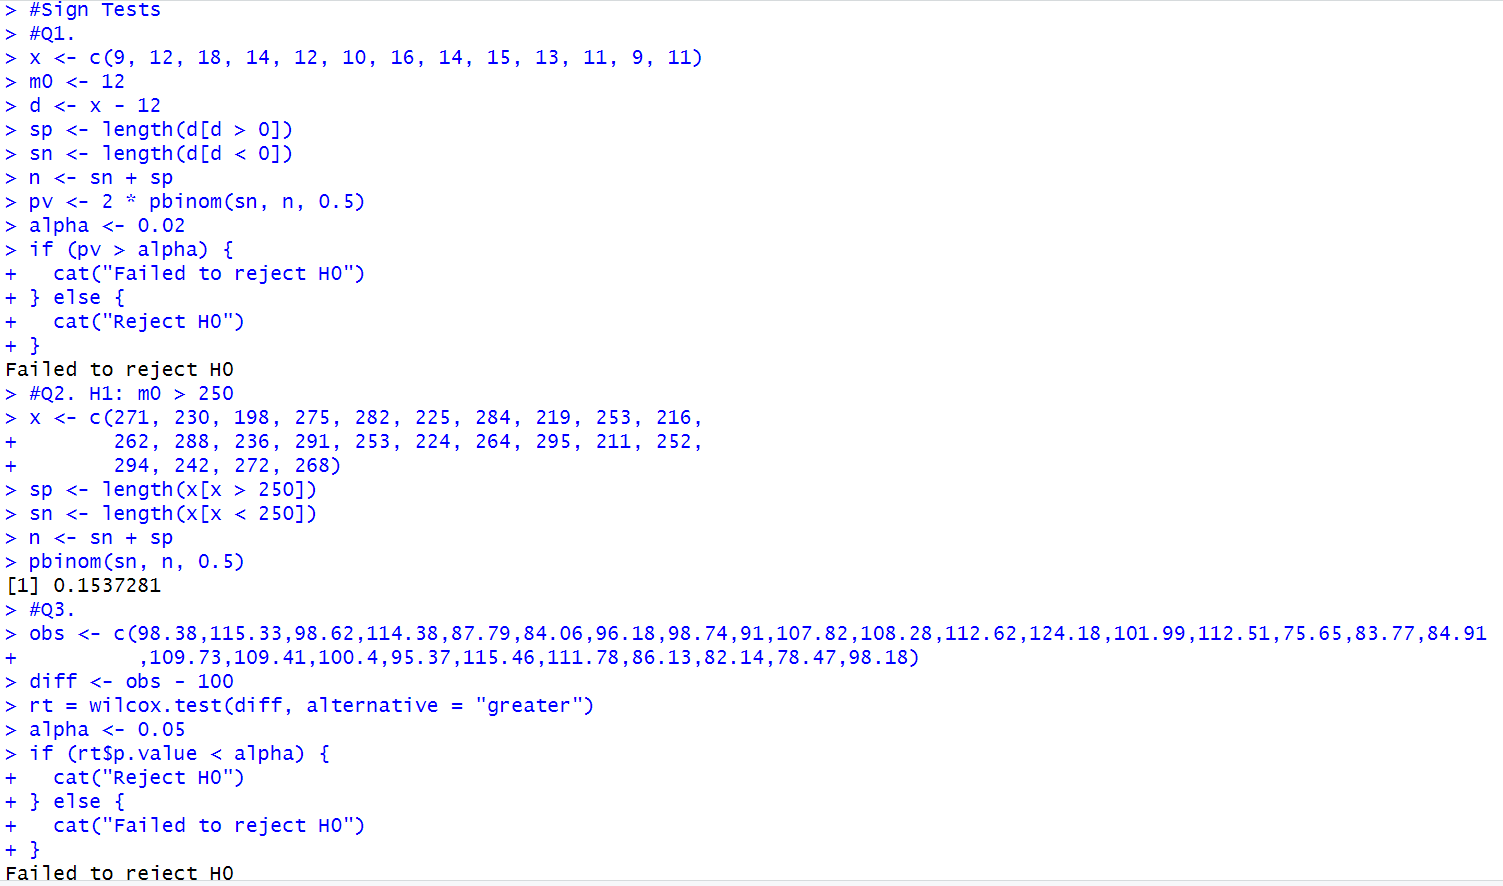 > #Sign Tests
> #Q1.
> x <- c(9, 12, 18, 14, 12, 10, 16, 14, 15, 13, 11, 9, 11)
> m0 <- 12
> d <- x - 12
> sp <- length(d[d > 0])
> sn <- length(d[d < 0])
> n <- sn + sp
> pv <- 2 * pbinom(sn, n, 0.5)
> alpha <- 0.02
> if (pv > alpha) {
+   cat("Failed to reject H0")
+ } else {
+   cat("Reject H0")
+ }
Failed to reject H0
> #Q2. H1: m0 > 250
> x <- c(271, 230, 198, 275, 282, 225, 284, 219, 253, 216,
+        262, 288, 236, 291, 253, 224, 264, 295, 211, 252,
+        294, 242, 272, 268)
> sp <- length(x[x > 250])
> sn <- length(x[x < 250])
> n <- sn + sp
> pbinom(sn, n, 0.5)
[1] 0.1537281
> #Q3.
> obs <- c(98.38,115.33,98.62,114.38,87.79,84.06,96.18,98.74,91,107.82,108.28,112.62,124.18,101.99,112.51,75.65,83.77,84.91
+          ,109.73,109.41,100.4,95.37,115.46,111.78,86.13,82.14,78.47,98.18)
> diff <- obs - 100
> rt = wilcox.test(diff, alternative = "greater")
> alpha <- 0.05
> if (rt$p.value < alpha) {
+   cat("Reject H0")
+ } else {
+   cat("Failed to reject H0")
+ }
Failed to reject H0